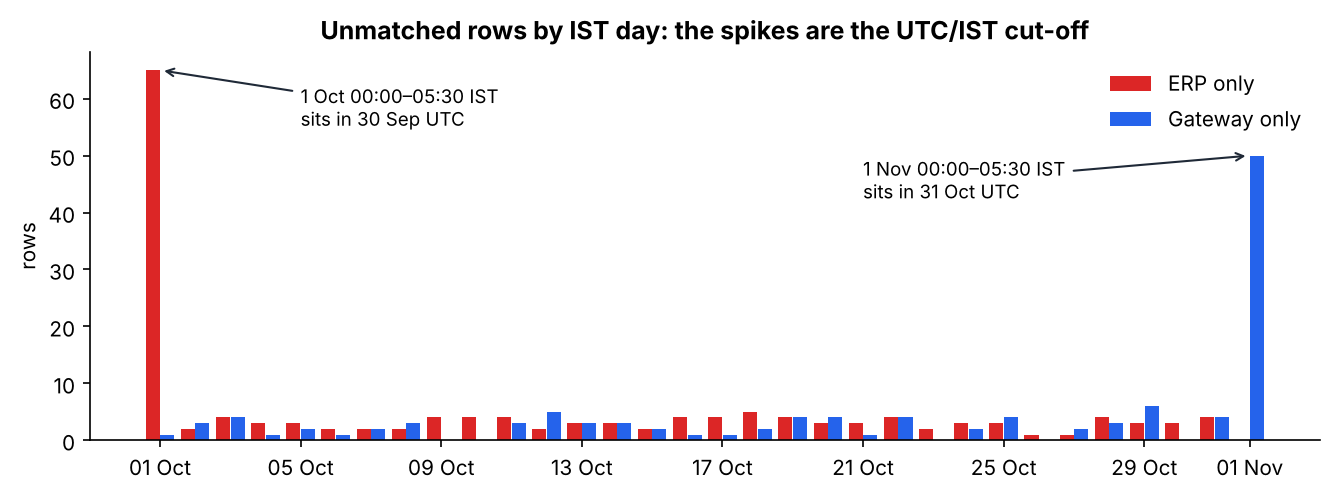 Unmatched rows by IST day: the spikes are the UTC/IST cut-off
ERP only
Gateway only
1 Oct 00:00–05:30 IST
sits in 30 Sep UTC
1 Nov 00:00–05:30 IST
sits in 31 Oct UTC
rows
60
50
40
30
20
10
0
01 Oct
05 Oct
09 Oct
13 Oct
17 Oct
21 Oct
25 Oct
29 Oct
01 Nov